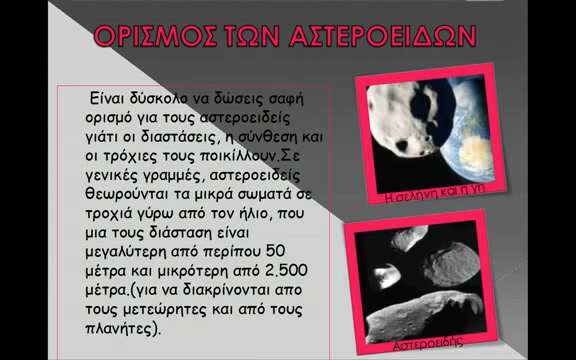 ΟΡΙΣΜΟΣ ΤΩΝ ΑΣΤΕΡΟΕΙΔΩΝ
Είναι δύσκολο να δώσεις σαφή
ορισμό για τους αστεροειδείς
γιάτι οι διαστάσεις, η σύνθεση και
οι τρόχιες τους ποικίλλουν.Σε
γενικές γραμμές, αστεροειδείς
θεωρούνται τα μικρά σωματά σε
τροχιά γύρω από τον ήλιο, που
μια τους διάσταση είναι
μεγαλύτερη από περίπου 50
μέτρα και μικρότερη από 2.500
μέτρα.(για να διακρίνονται απο
τους μετεώρητες και από τους
πλανήτες).
Η σελήνη και η γη
Αστεροειδής